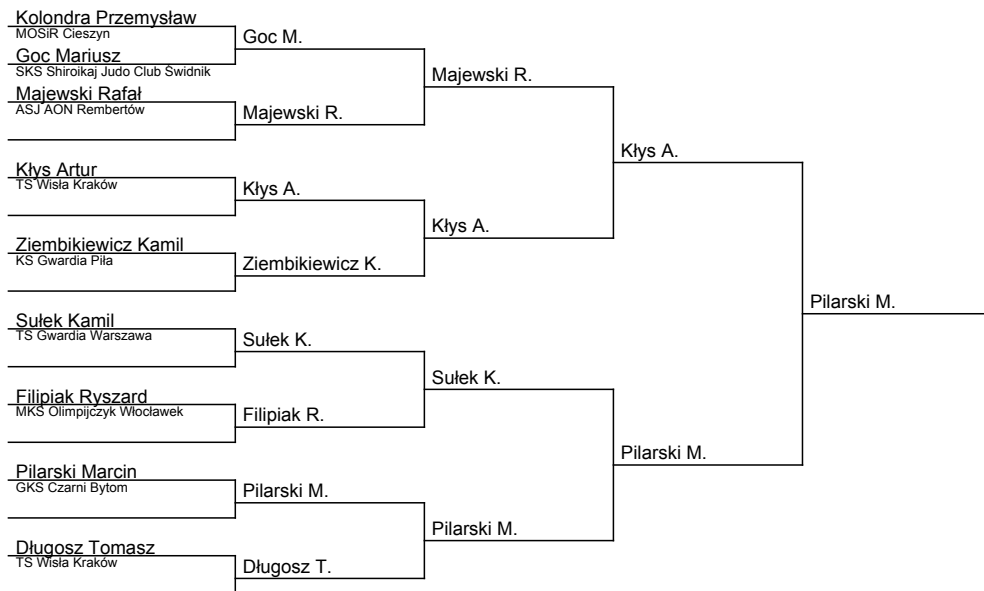 Kolondra Przemysław
MOSiR Cieszyn
Goc M.
Goc Mariusz
SKS Shiroikaj Judo Club Świdnik
Majewski R.
Majewski Rafał
ASJ AON Rembertów
Majewski R.
Kłys A.
Kłys Artur
TS Wisła Kraków
Kłys A.
Kłys A.
Ziembikiewicz Kamil
KS Gwardia Piła
Ziembikiewicz K.
Pilarski M.
Sułek Kamil
TS Gwardia Warszawa
Sułek K.
Sułek K.
Filipiak Ryszard
MKS Olimpijczyk Włocławek
Filipiak R.
Pilarski M.
Pilarski Marcin
GKS Czarni Bytom
Pilarski M.
Pilarski M.
Długosz Tomasz
TS Wisła Kraków
Długosz T.